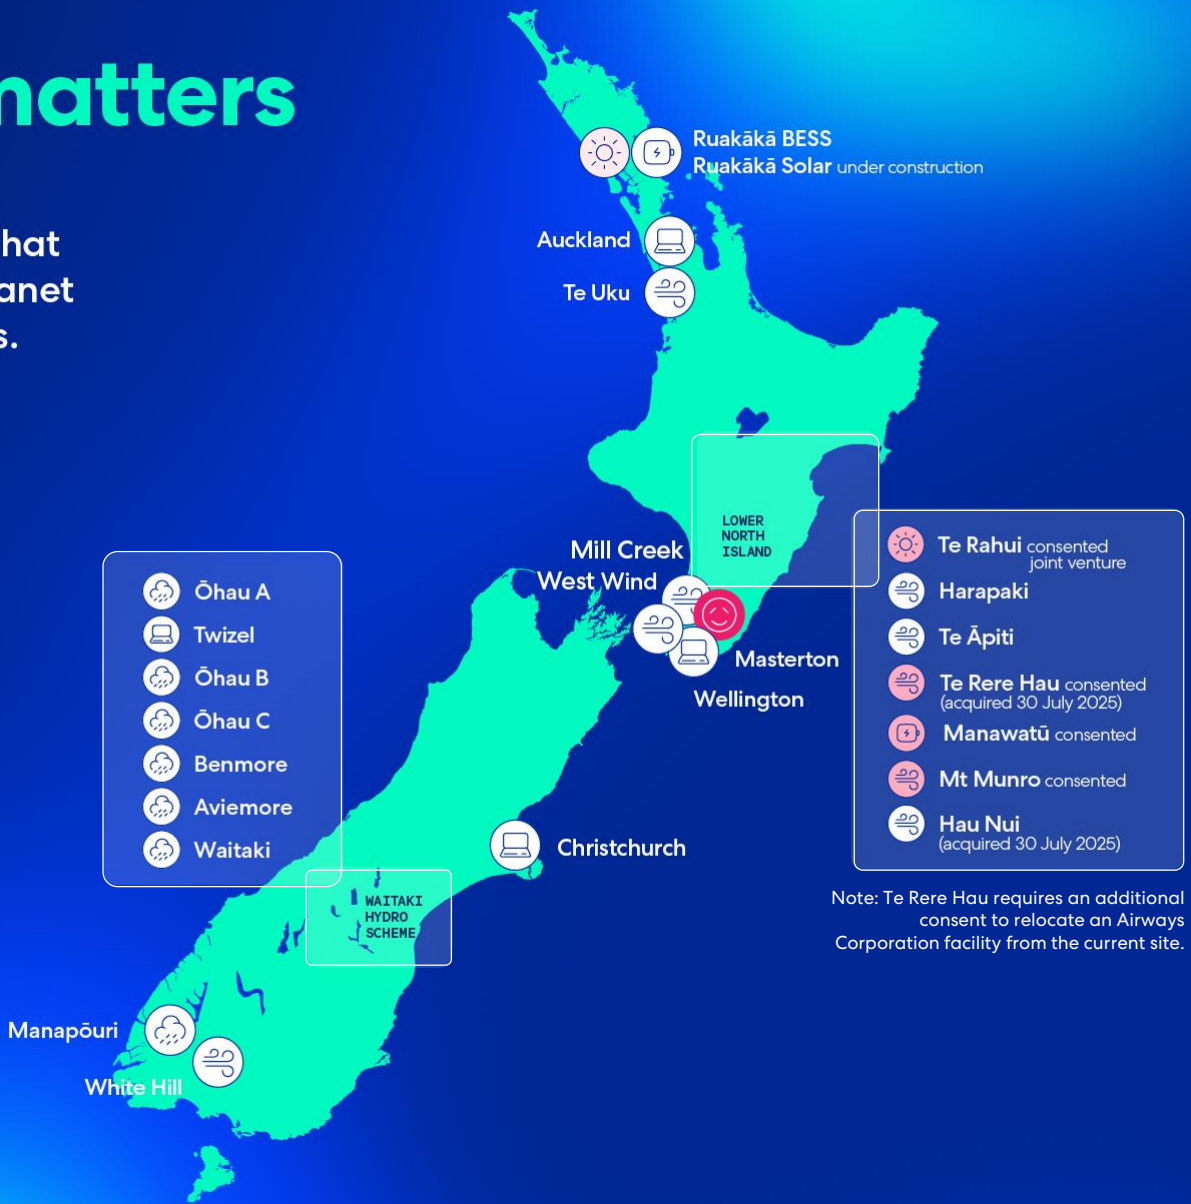 matters
hat
anet
s.
Ruakākā BESS
Ruakākā Solar under construction
Auckland
Te Uku
LOWER
NORTH
ISLAND
Mill Creek
West Wind
Masterton
Wellington
Te Rahui consented
joint venture
Harapaki
Te Āpiti
Te Rere Hau consented
(acquired 30 July 2025)
Manawatū consented
Mt Munro consented
Hau Nui
(acquired 30 July 2025)
Note: Te Rere Hau requires an additional
consent to relocate an Airways
Corporation facility from the current site.
Ōhau A
Twizel
Ōhau B
Ōhau C
Benmore
Aviemore
Waitaki
Christchurch
WAITAKI
HYDRO
SCHEME
Manapōuri
White Hill